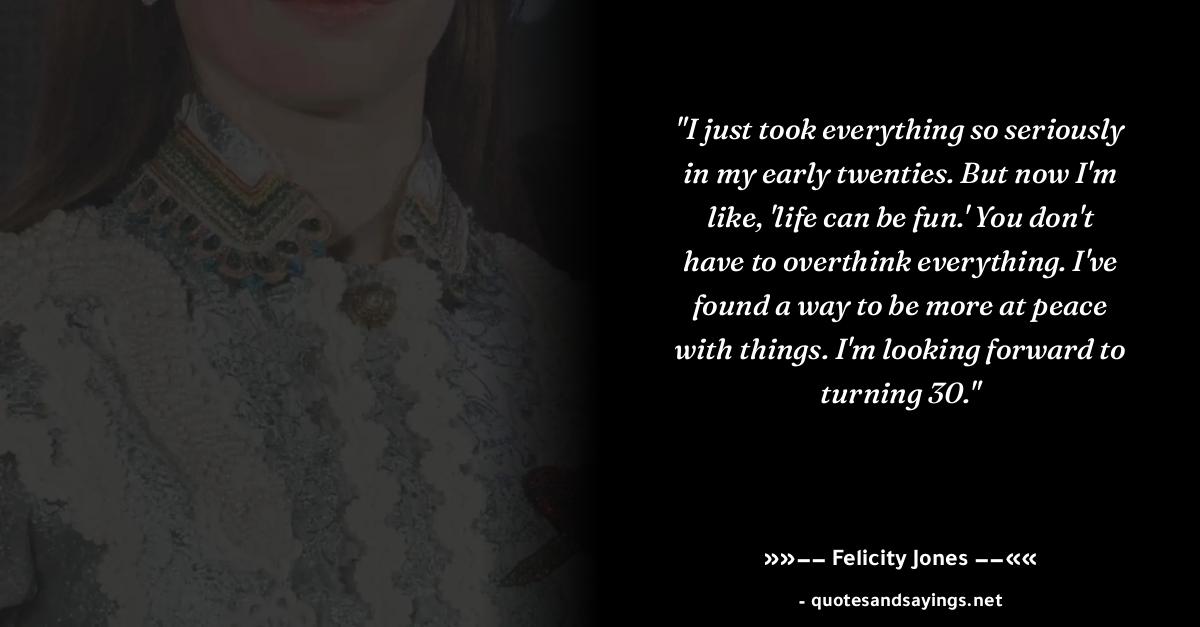 "I just took everything so seriously
in my early twenties. But now I'm
like, 'life can be fun.' You don't
have to overthink everything. I've
found a way to be more at peace
with things. I'm looking forward to
turning 30."
»»—— Felicity Jones ——««
- quotesandsayings.net